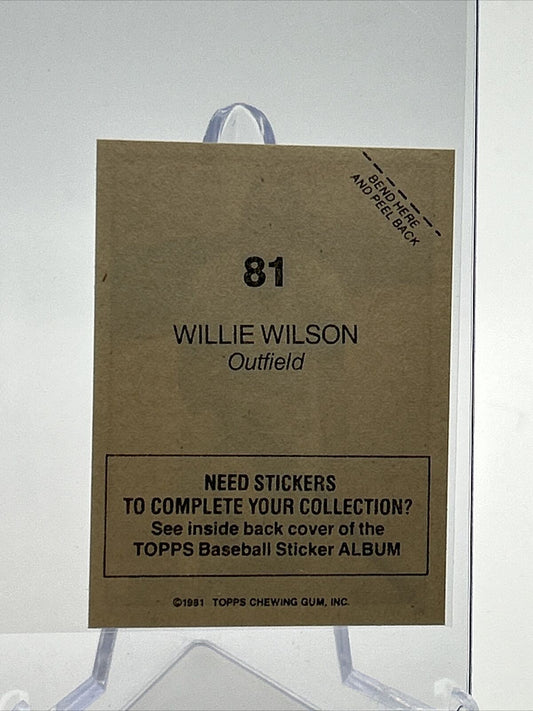 BEND HERE
AND PEEL BACK
81
WILLIE WILSON
Outfield
NEED STICKERS
TO COMPLETE YOUR COLLECTION?
See inside back cover of the
TOPPS Baseball Sticker ALBUM
©1981 TOPPS CHEWING GUM, INC.